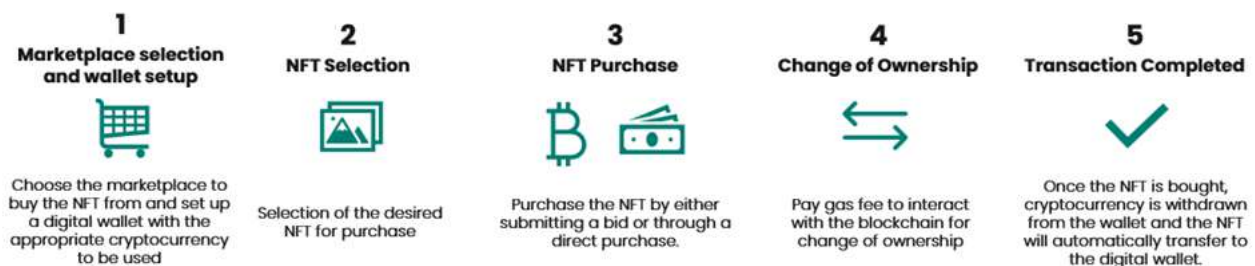 1
Marketplace selection
and wallet setup
Choose the marketplace to
buy the NFT from and set up
a digital wallet with the
appropriate cryptocurrency
to be used
2
NFT Selection
Selection of the desired
NFT for purchase
3
NFT Purchase
Purchase the NFT by either
submitting a bid or through a
direct purchase.
4
Change of Ownership
Pay gas fee to interact
with the blockchain for
change of ownership
5
Transaction Completed
Once the NFT is bought,
cryptocurrency is withdrawn
from the wallet and the NFT
will automatically transfer to
the digital wallet.